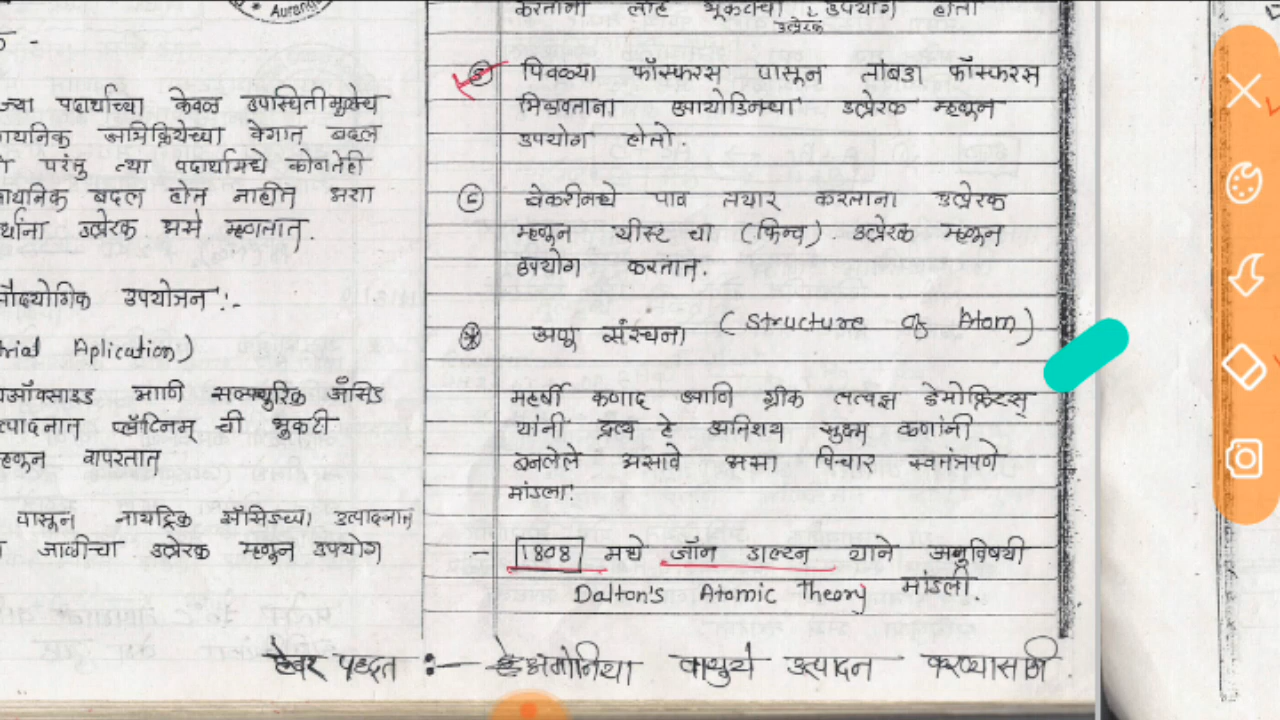 Auran
करताना लोह भुकटीचा उपयोग होतो
उत्प्रेरक
ज्या पदार्थाच्या केवळ उपस्थितीमुळेच
ायनिक अभिक्रियेच्या वेगात बदल
परंतु त्या पदार्थामध्ये कोणतेही
ायनिक बदल होत नाहीत अशा
र्थांना उत्प्रेरक असे म्हणतात.
औद्योगिक उपयोजन :-
trial Aplication)
ऑक्साइड आणि सल्फ्युरिक ॲसिड
त्पादनात प्लॅटिनम् ची भुकटी
म्हणून वापरतात
पासून नायट्रिक ॲसिडच्या उत्पादनात
जाळीचा उत्प्रेरक म्हणून उपयोग
पिवळ्या फॉस्फरस पासून तांबडा फॉस्फरस
मिळवताना आयोडिनचा उत्प्रेरक म्हणून
उपयोग होतो.
बेकरीमध्ये पाव तयार करताना उत्प्रेरक
म्हणून यीस्ट चा (किण्व). उत्प्रेरक म्हणून
उपयोग करतात.
अणू संरचना (Structure of Atom)
महर्षी कणाद आणि ग्रीक तत्वज्ञ डेमोक्रिटस्
यांनी द्रव्य हे अतिशय सुक्ष्म कणांनी
बनलेले असावे असा विचार स्वतंत्रपणे
मांडला.
- 1808 मध्ये जॉन डाल्टन याने अणुविषयी
Dalton's Atomic Theory मांडली.
हेबर पद्धत :- अमोनिया वायुचे उत्पादन करण्यासाठी.